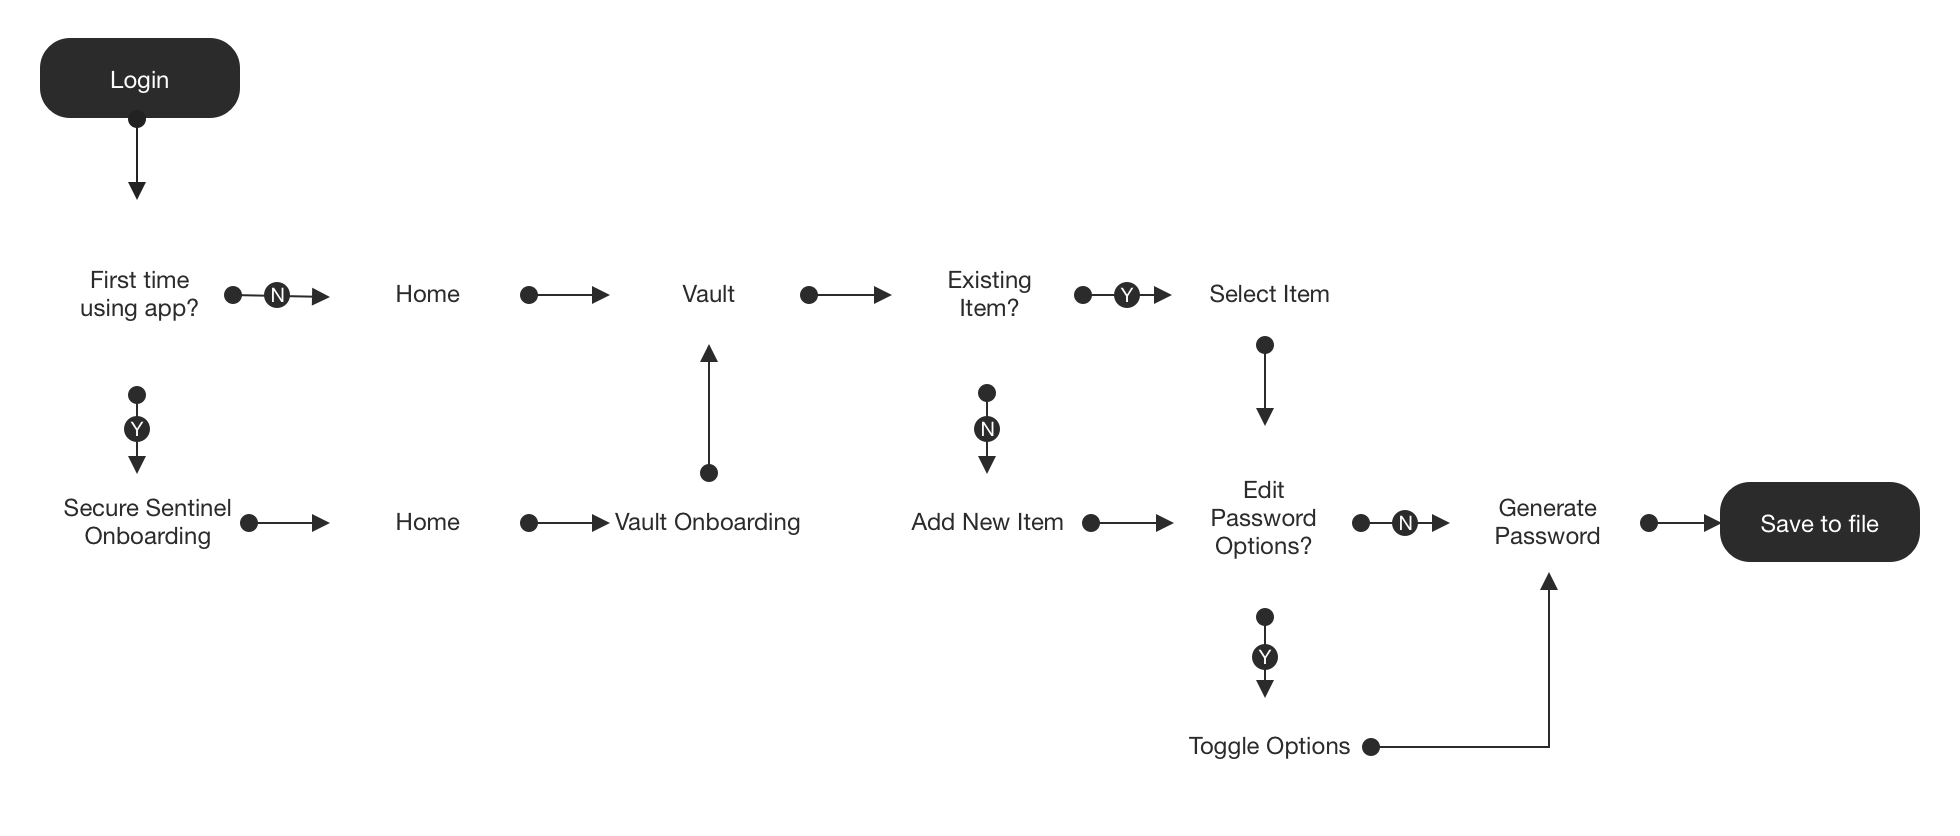 Login
First time
using app?
N
Home
Vault
Existing
Item?
Y
Select Item
Y
N
Secure Sentinel
Onboarding
Home
Vault Onboarding
Add New Item
Edit
Password
Options?
N
Generate
Password
Save to file
Y
Toggle Options